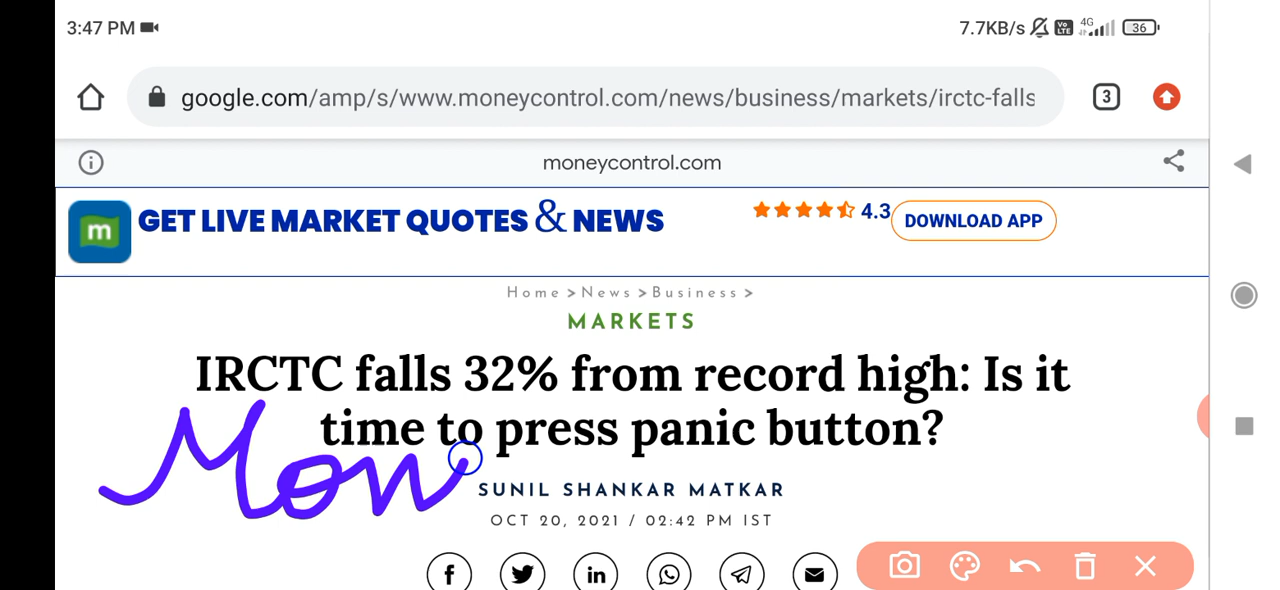 3:47 PM 7.7KB/s Vo LTE 4G 36
google.com/amp/s/www.moneycontrol.com/news/business/markets/irctc-falls 3
moneycontrol.com
m GET LIVE MARKET QUOTES & NEWS 4.3 DOWNLOAD APP
Home > News > Business >
MARKETS
IRCTC falls 32% from record high: Is it
time to press panic button?
Mon
SUNIL SHANKAR MATKAR
OCT 20, 2021 / 02:42 PM IST